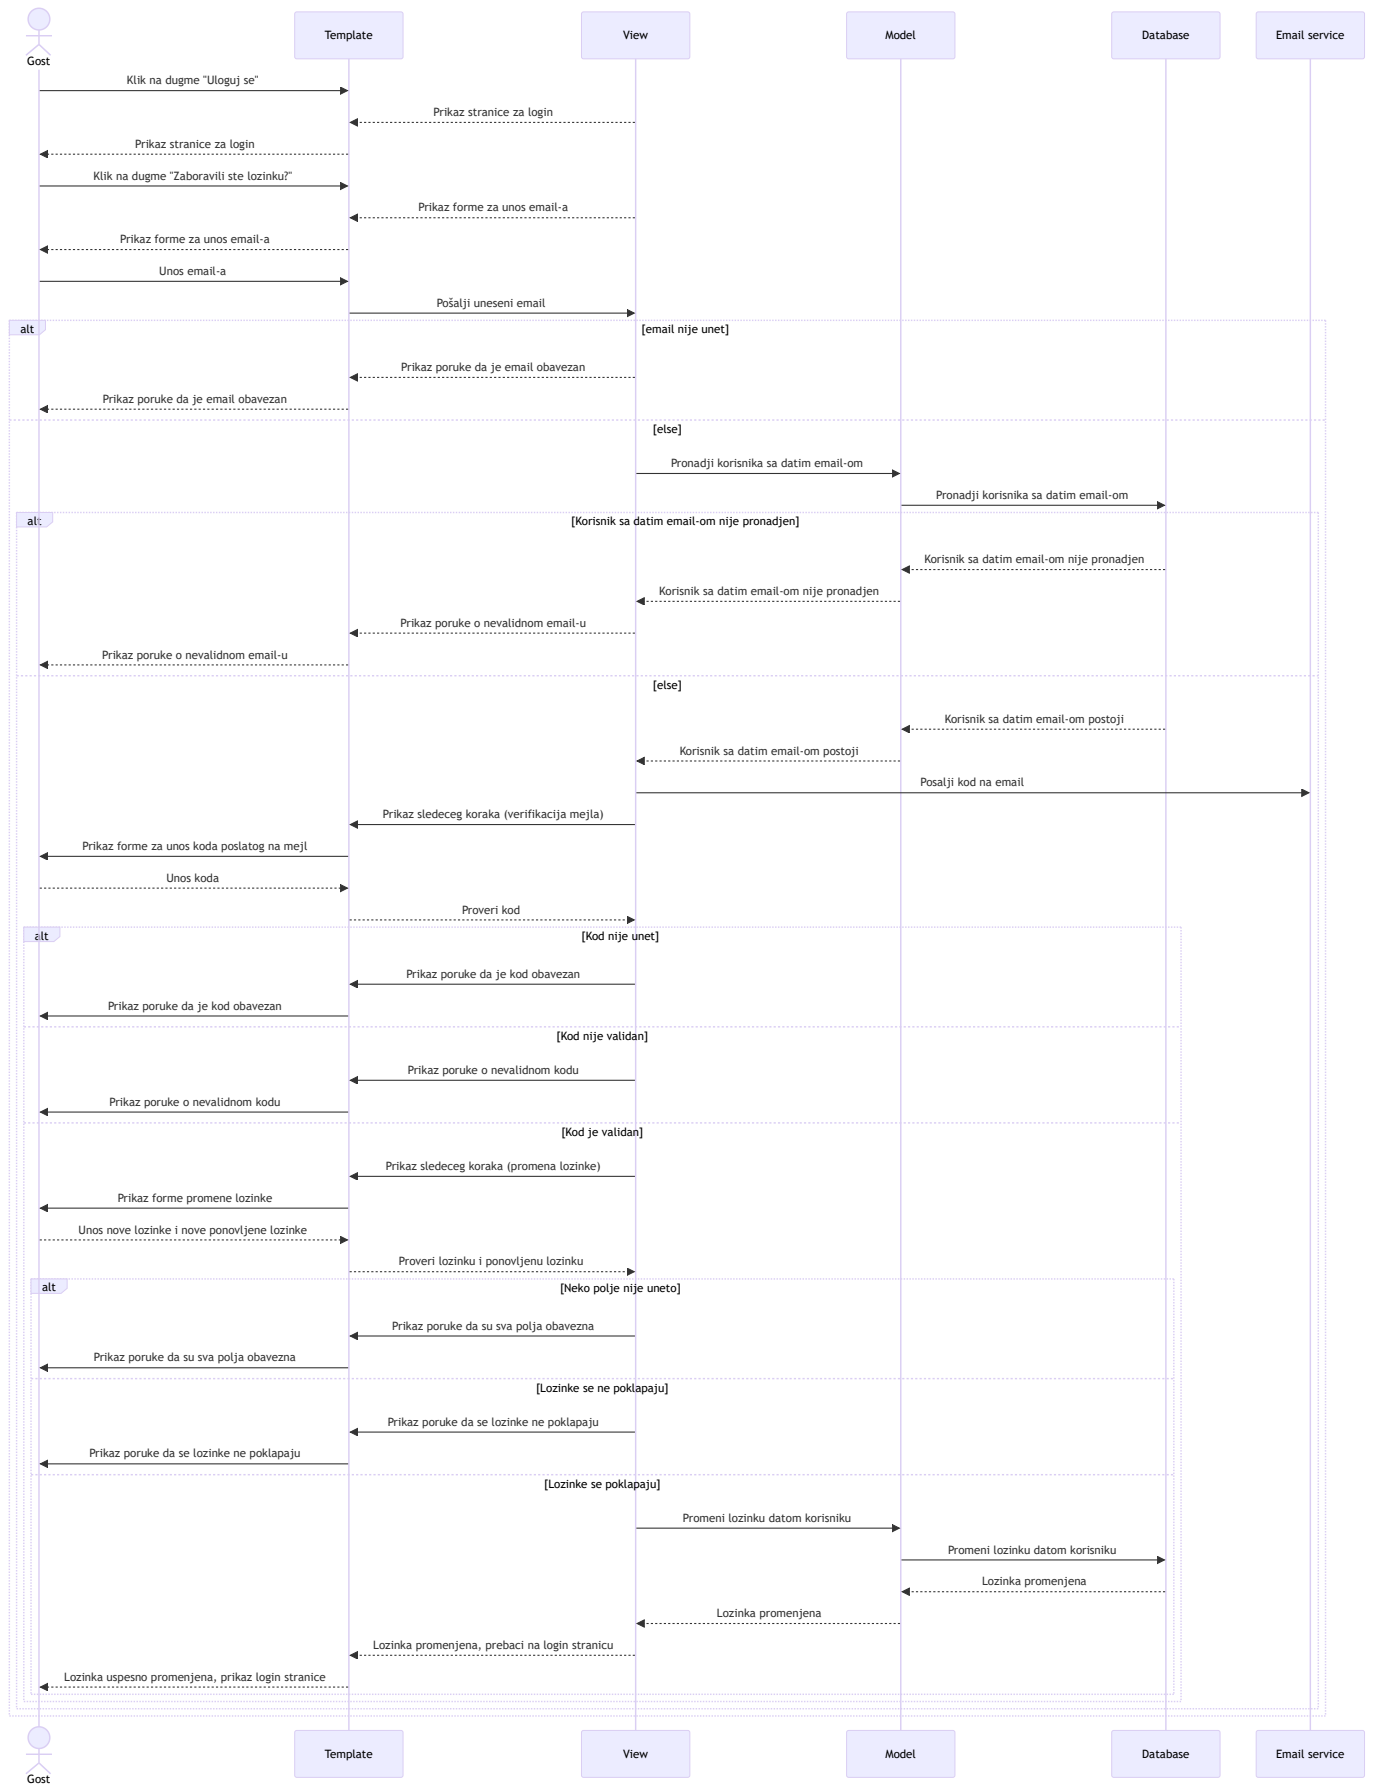 Gost
Template
View
Model
Database
Email service
Klik na dugme "Uloguj se"
Prikaz stranice za login
Prikaz stranice za login
Klik na dugme "Zaboravili ste lozinku?"
Prikaz forme za unos email-a
Prikaz forme za unos email-a
Unos email-a
Pošalji uneseni email
alt
[email nije unet]
Prikaz poruke da je email obavezan
Prikaz poruke da je email obavezan
[else]
Pronadji korisnika sa datim email-om
Pronadji korisnika sa datim email-om
alt
[Korisnik sa datim email-om nije pronadjen]
Korisnik sa datim email-om nije pronadjen
Korisnik sa datim email-om nije pronadjen
Prikaz poruke o nevalidnom email-u
Prikaz poruke o nevalidnom email-u
[else]
Korisnik sa datim email-om postoji
Korisnik sa datim email-om postoji
Posalji kod na email
Prikaz sledeceg koraka (verifikacija mejla)
Prikaz forme za unos koda poslatog na mejl
Unos koda
Proveri kod
alt
[Kod nije unet]
Prikaz poruke da je kod obavezan
Prikaz poruke da je kod obavezan
[Kod nije validan]
Prikaz poruke o nevalidnom kodu
Prikaz poruke o nevalidnom kodu
[Kod je validan]
Prikaz sledeceg koraka (promena lozinke)
Prikaz forme promene lozinke
Unos nove lozinke i nove ponovljene lozinke
Proveri lozinku i ponovljenu lozinku
alt
[Neko polje nije uneto]
Prikaz poruke da su sva polja obavezna
Prikaz poruke da su sva polja obavezna
[Lozinke se ne poklapaju]
Prikaz poruke da se lozinke ne poklapaju
Prikaz poruke da se lozinke ne poklapaju
[Lozinke se poklapaju]
Promeni lozinku datom korisniku
Promeni lozinku datom korisniku
Lozinka promenjena
Lozinka promenjena
Lozinka promenjena, prebaci na login stranicu
Lozinka uspesno promenjena, prikaz login stranice
Gost
Template
View
Model
Database
Email service